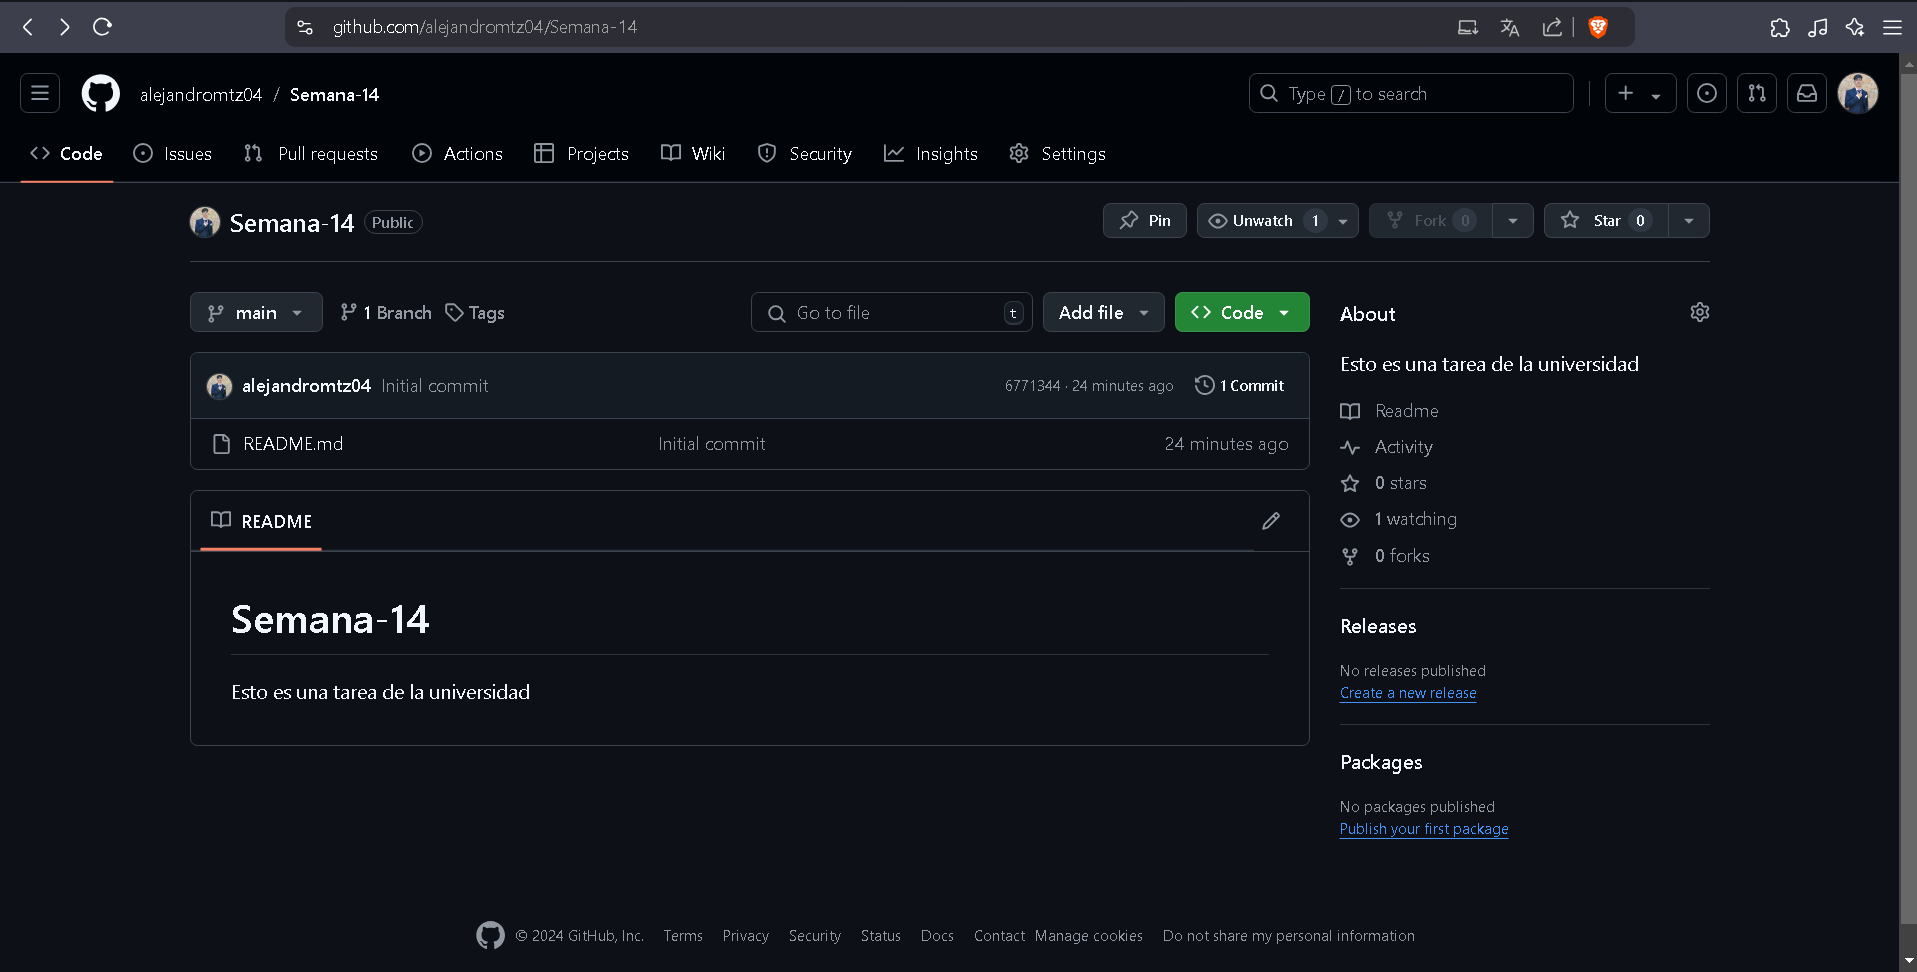 github.com/alejandromtz04/Semana-14
alejandromtz04 / Semana-14
Type / to search
Code Issues Pull requests Actions Projects Wiki Security Insights Settings
Semana-14 Public
Pin Unwatch 1 Fork 0 Star 0
main 1 Branch Tags Go to file t Add file Code
alejandromtz04 Initial commit 6771344 · 24 minutes ago 1 Commit
README.md Initial commit 24 minutes ago
README
Semana-14
Esto es una tarea de la universidad
About
Esto es una tarea de la universidad
Readme
Activity
0 stars
1 watching
0 forks
Releases
No releases published
Create a new release
Packages
No packages published
Publish your first package
© 2024 GitHub, Inc. Terms Privacy Security Status Docs Contact Manage cookies Do not share my personal information